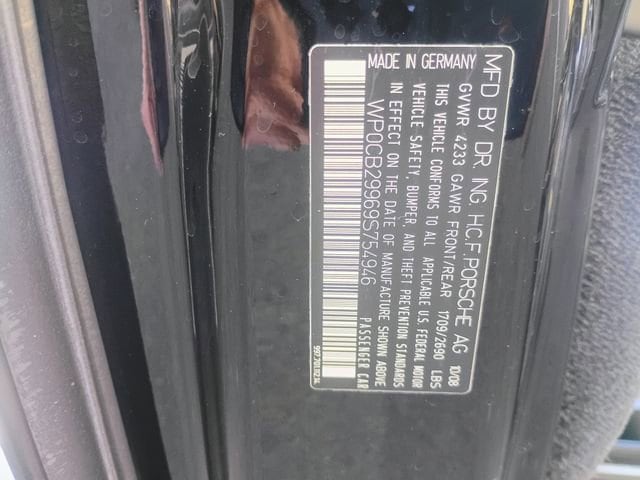 MFD BY DR. ING. H.C.F. PORSCHE AG 10/08
GVWR 4233 GAWR FRONT/REAR 1709/2690 LBS
THIS VEHICLE CONFORMS TO ALL APPLICABLE U.S. FEDERAL MOTOR
VEHICLE SAFETY, BUMPER, AND THEFT PREVENTION STANDARDS
IN EFFECT ON THE DATE OF MANUFACTURE SHOWN ABOVE
WP0CB29969S754946 PASSENGER CAR
MADE IN GERMANY